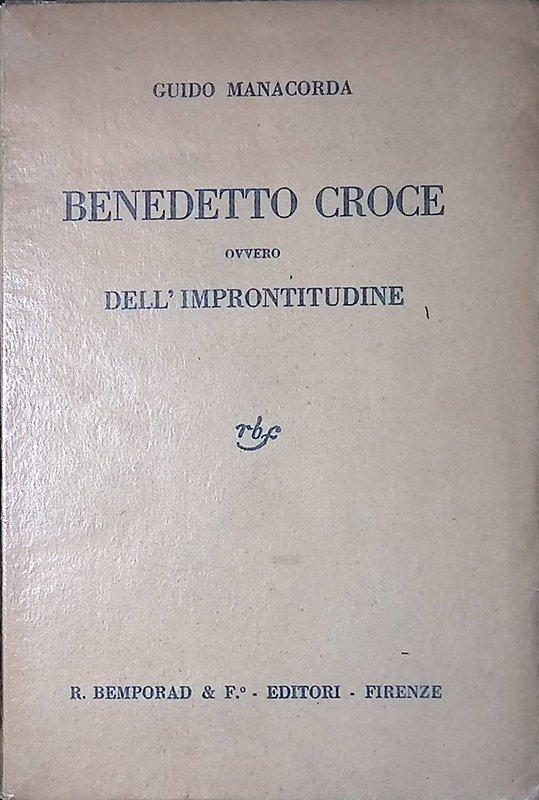 GUIDO MANACORDA
BENEDETTO CROCE
OVVERO
DELL' IMPRONTITUDINE
rbf
R. BEMPORAD & F.º - EDITORI - FIRENZE